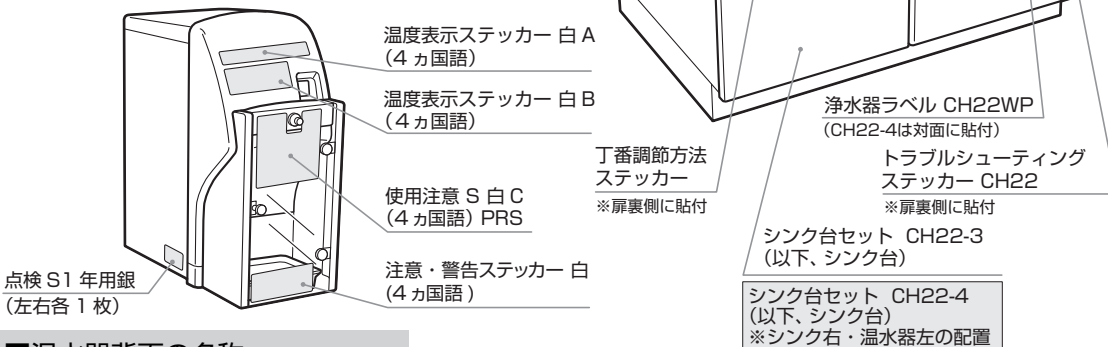 温度表示ステッカー 白 A
(4 ヵ国語)
温度表示ステッカー 白 B
(4 ヵ国語)
使用注意 S 白 C
(4 ヵ国語) PRS
注意・警告ステッカー 白
(4 ヵ国語 )
点検 S1 年用銀
(左右各 1 枚)
浄水器ラベル CH22WP
(CH22-4は対面に貼付)
丁番調節方法
ステッカー
※扉裏側に貼付
トラブルシューティング
ステッカー CH22
※扉裏側に貼付
シンク台セット CH22-3
(以下、シンク台)
シンク台セット CH22-4
(以下、シンク台)
※シンク右・温水器左の配置